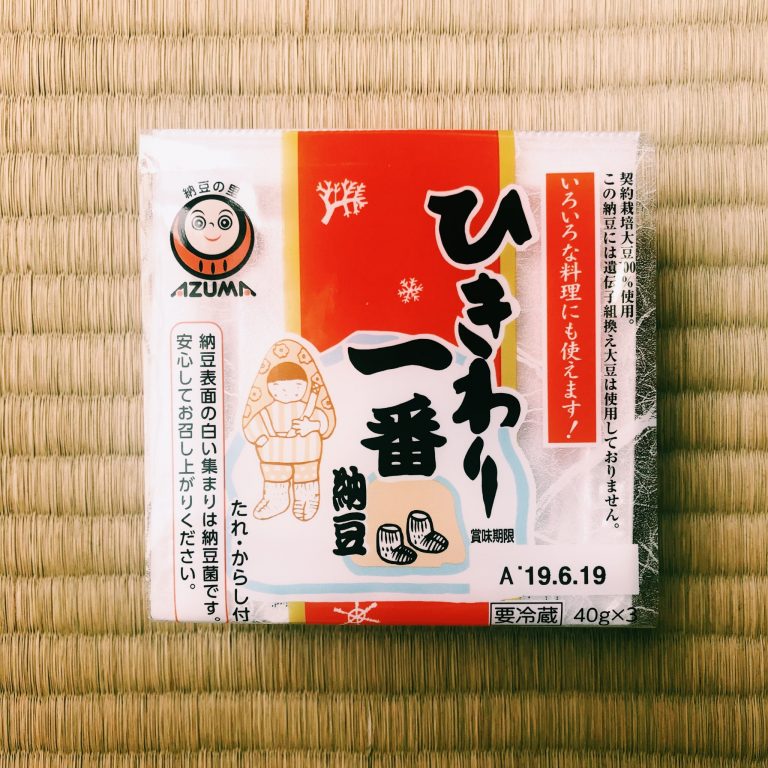 納豆の里
AZUMA
契約栽培大豆100%使用。
この納豆には遺伝子組換え大豆は使用しておりません。
いろいろな料理にも使えます!
ひきわり
一番
納豆
納豆表面の白い集まりは納豆菌です。
安心してお召し上がりください。
たれ・からし付
賞味期限
A '19.6.19
要冷蔵 40g×3